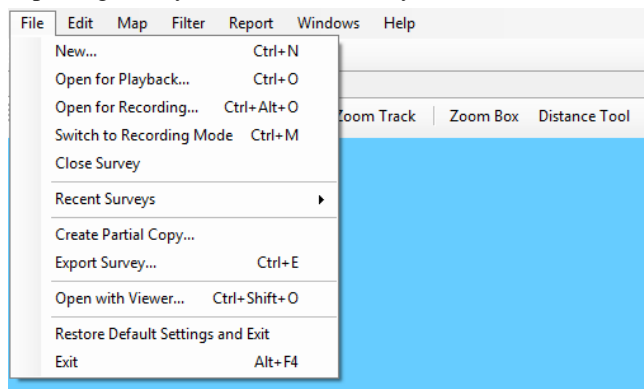 File Edit Map Filter Report Windows Help
New... Ctrl+N
Open for Playback... Ctrl+O
Open for Recording... Ctrl+Alt+O
Zoom Track Zoom Box Distance Tool
Switch to Recording Mode Ctrl+M
Close Survey
Recent Surveys
Create Partial Copy...
Export Survey... Ctrl+E
Open with Viewer... Ctrl+Shift+O
Restore Default Settings and Exit
Exit Alt+F4